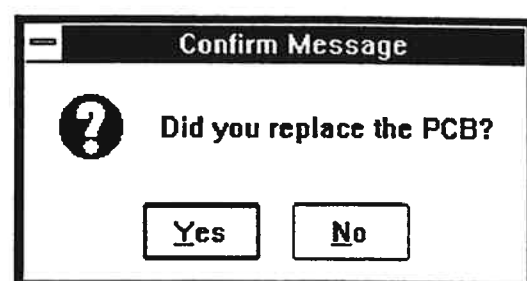 Confirm Message
Did you replace the PCB?
Yes No